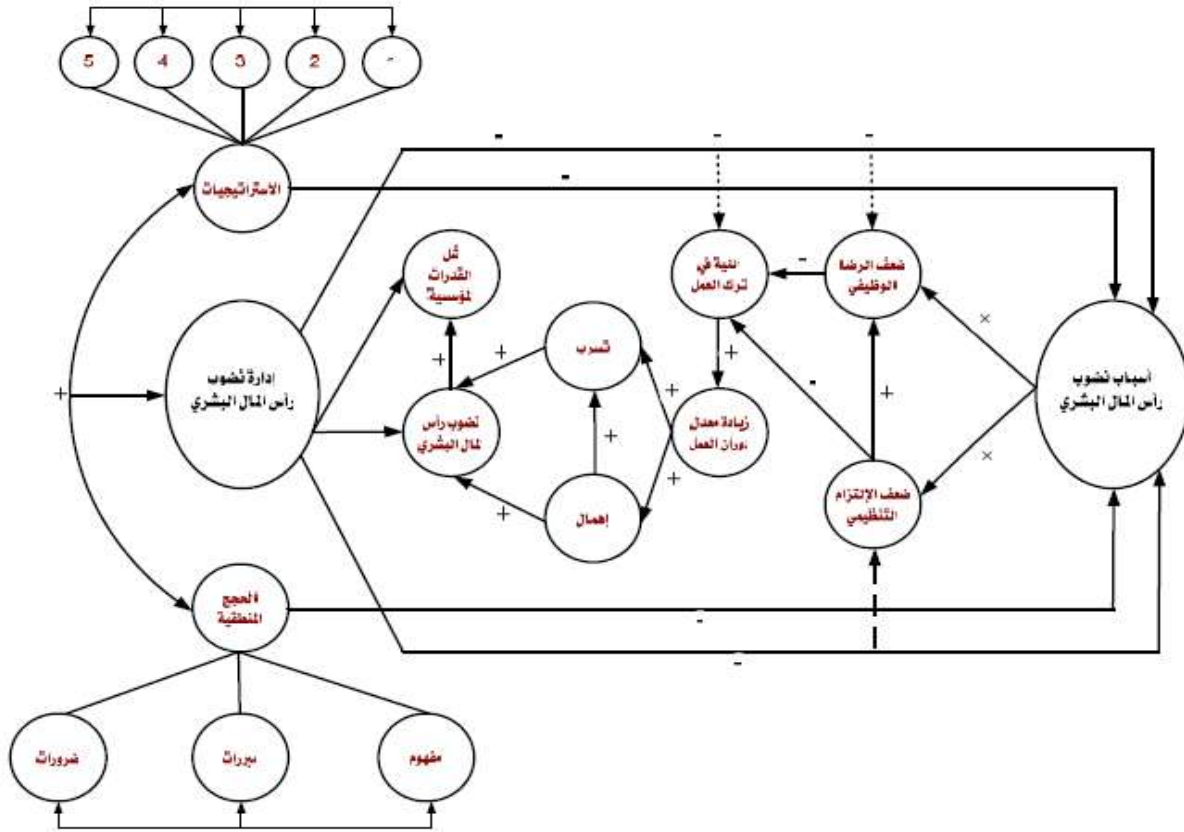 5 4 3 2
- - -
-
الاستراتيجيات
شل
القدرات
لمؤسسية
النية في
ترك العمل
-
ضعف الرضا
الوظيفي
×
تسرب
+
+
+
+
+
إدارة نضوب
رأس المال البشري
أسباب نضوب
رأس المال البشري
نضوب رأس
لمال البشري
+
زيادة معدل
دوران العمل
-
+
+
+
×
إهمال
ضعف الإلتزام
التنظيمي
الحجج
المنطقية
-
-
ضرورات
مبررات
مفهوم